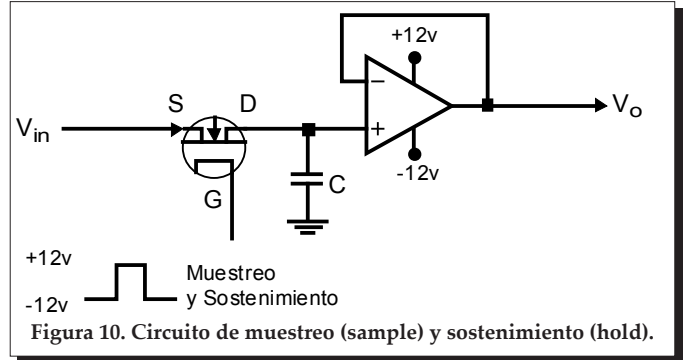 +12v
S D
V_in
−
+
V_o
G
C
-12v
+12v
-12v
Muestreo
y Sostenimiento
Figura 10. Circuito de muestreo (sample) y sostenimiento (hold).